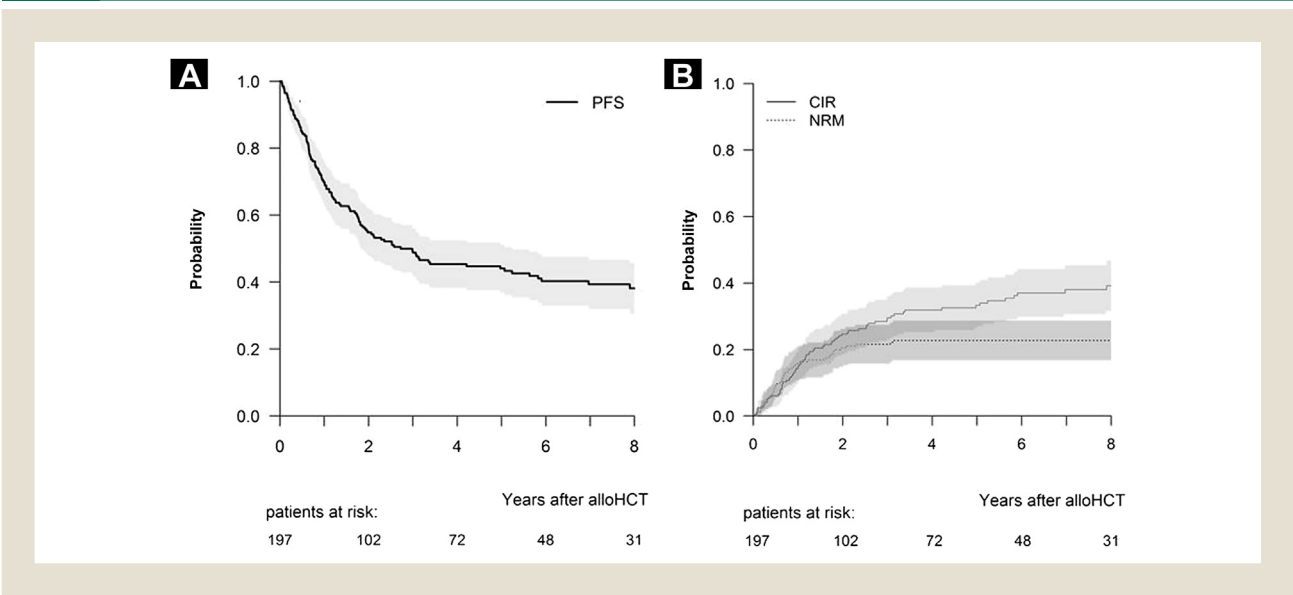 A
PFS
1.0
0.8
0.6
0.4
0.2
0.0
Probability
0 2 4 6 8
Years after alloHCT
patients at risk:
197 102 72 48 31
B
CIR
NRM
1.0
0.8
0.6
0.4
0.2
0.0
Probability
0 2 4 6 8
Years after alloHCT
patients at risk:
197 102 72 48 31